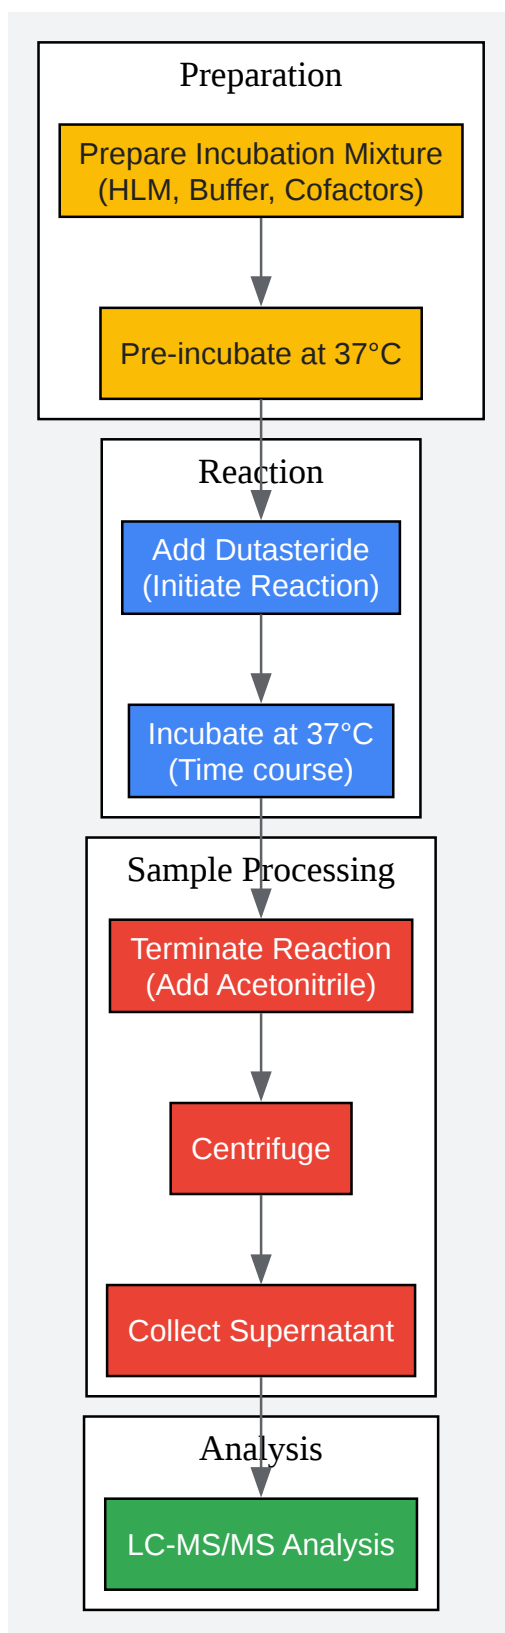 Preparation
Prepare Incubation Mixture
(HLM, Buffer, Cofactors)
Pre-incubate at 37°C
Reaction
Add Dutasteride
(Initiate Reaction)
Incubate at 37°C
(Time course)
Sample Processing
Terminate Reaction
(Add Acetonitrile)
Centrifuge
Collect Supernatant
Analysis
LC-MS/MS Analysis